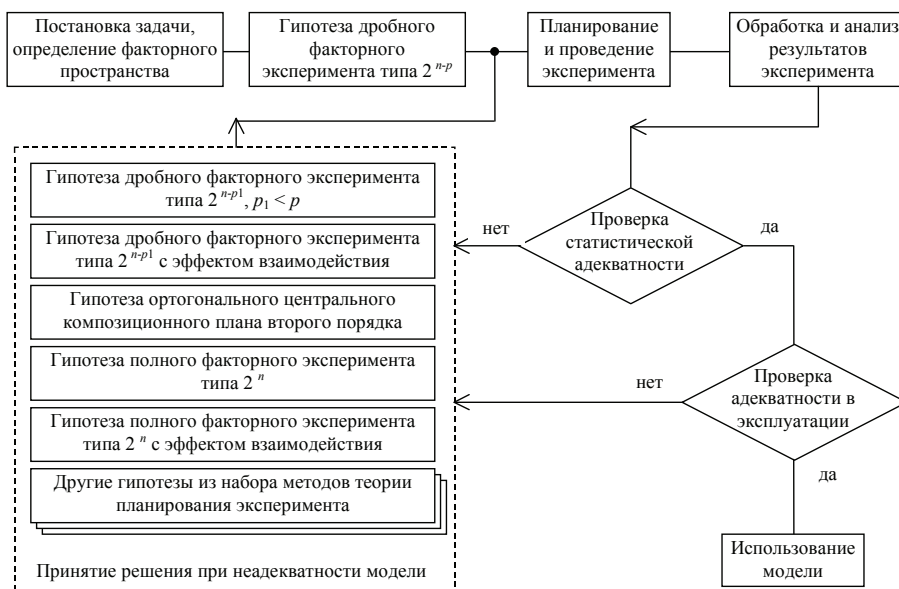 Постановка задачи,
определение факторного
пространства
Гипотеза дробного
факторного
эксперимента типа 2 n-p
Планирование
и проведение
эксперимента
Обработка и анализ
результатов
эксперимента
Гипотеза дробного факторного эксперимента
типа 2 n-p1, p1 < p
Гипотеза дробного факторного эксперимента
типа 2 n-p1 с эффектом взаимодействия
Гипотеза ортогонального центрального
композиционного плана второго порядка
Гипотеза полного факторного эксперимента
типа 2 n
Гипотеза полного факторного эксперимента
типа 2 n с эффектом взаимодействия
Другие гипотезы из набора методов теории
планирования эксперимента
Принятие решения при неадекватности модели
нет
Проверка
статистической
адекватности
да
нет
Проверка
адекватности в
эксплуатации
да
Использование
модели